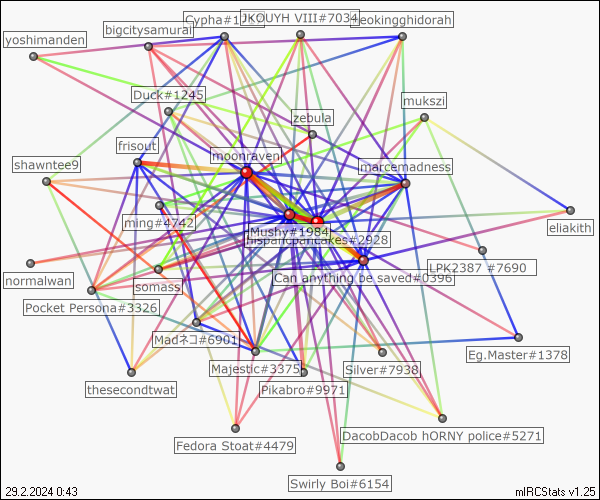 Cypha#1
JKOUYH VIII#7034
eokingghidorah
bigcitysamurai
yoshimanden
Duck#1245
mukszi
zebula
frisout
moonraven
shawntee9
marcemadness
ming#4742
eliakith
Mushy#1984
hispanicpancakes#2928
LPK2387 #7690
normalwan
somass
Can anything be saved#0396
Pocket Persona#3326
Madネコ#6901
Eg.Master#1378
Majestic#3375
Silver#7938
thesecondtwat
Pikabro#9971
DacobDacob hORNY police#5271
Fedora Stoat#4479
Swirly Boi#6154
29.2.2024 0:43
mIRCStats v1.25